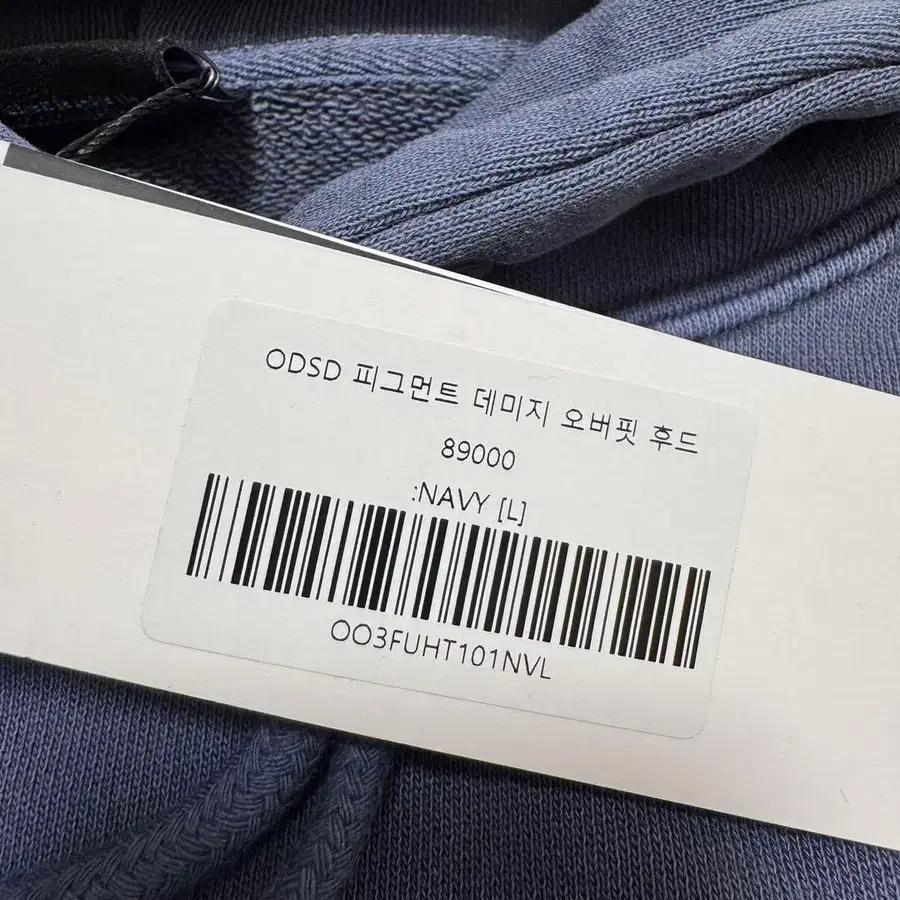 ODSD 피그먼트 데미지 오버핏 후드
89000
:NAVY [L]
OO3FUHT101NVL